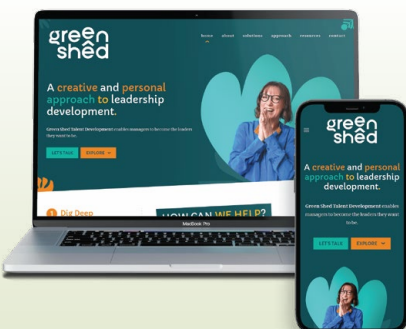 green
shêd
home about solutions approach resources contact
A creative and personal
approach to leadership
development.
Green Shed Talent Development enables managers to become the leaders
they want to be.
LET'S TALK
EXPLORE
1 Dig Deep
HOW CAN WE HELP?
MacBook Pro
green
shêd
A creative and personal
approach to leadership
development.
Green Shed Talent Development enables
managers to become the leaders they want
to be.
LET'S TALK
EXPLORE